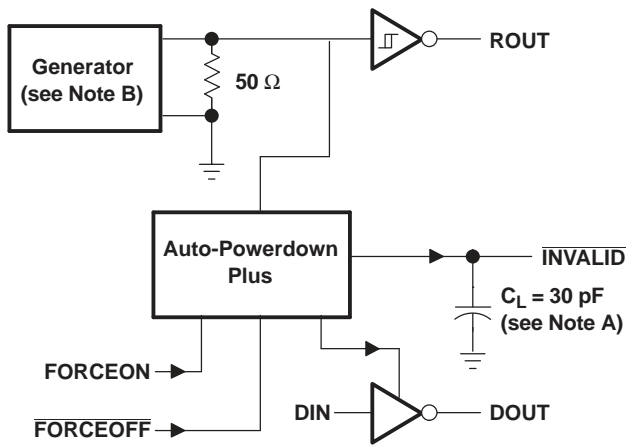 Generator
(see Note B)
50 Ω
ROUT
Auto-Powerdown
Plus
INVALID
C_L = 30 pF
(see Note A)
FORCEON
FORCEOFF
DIN
DOUT